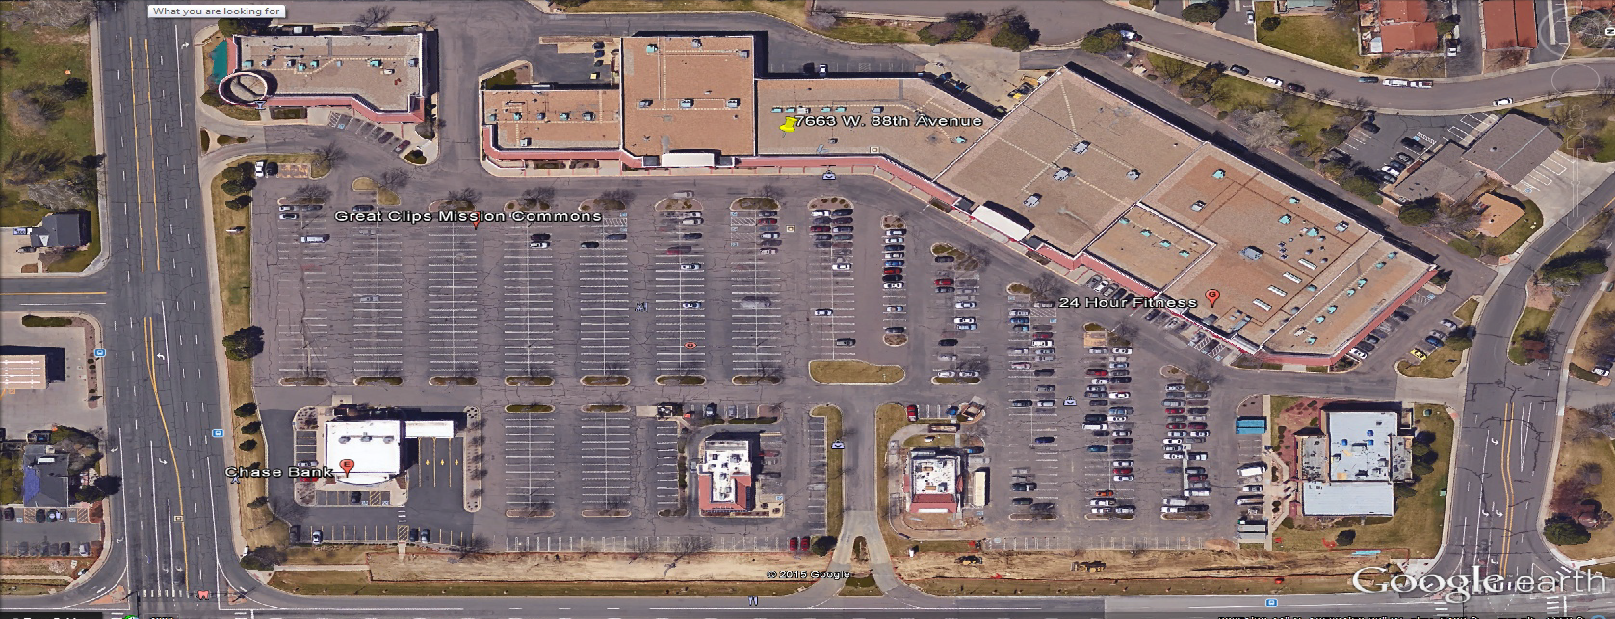 What you are looking for
7663 W. 88th Avenue
Great Clips Mission Commons
24 Hour Fitness
Chase Bank
© 2015 Google
Google earth